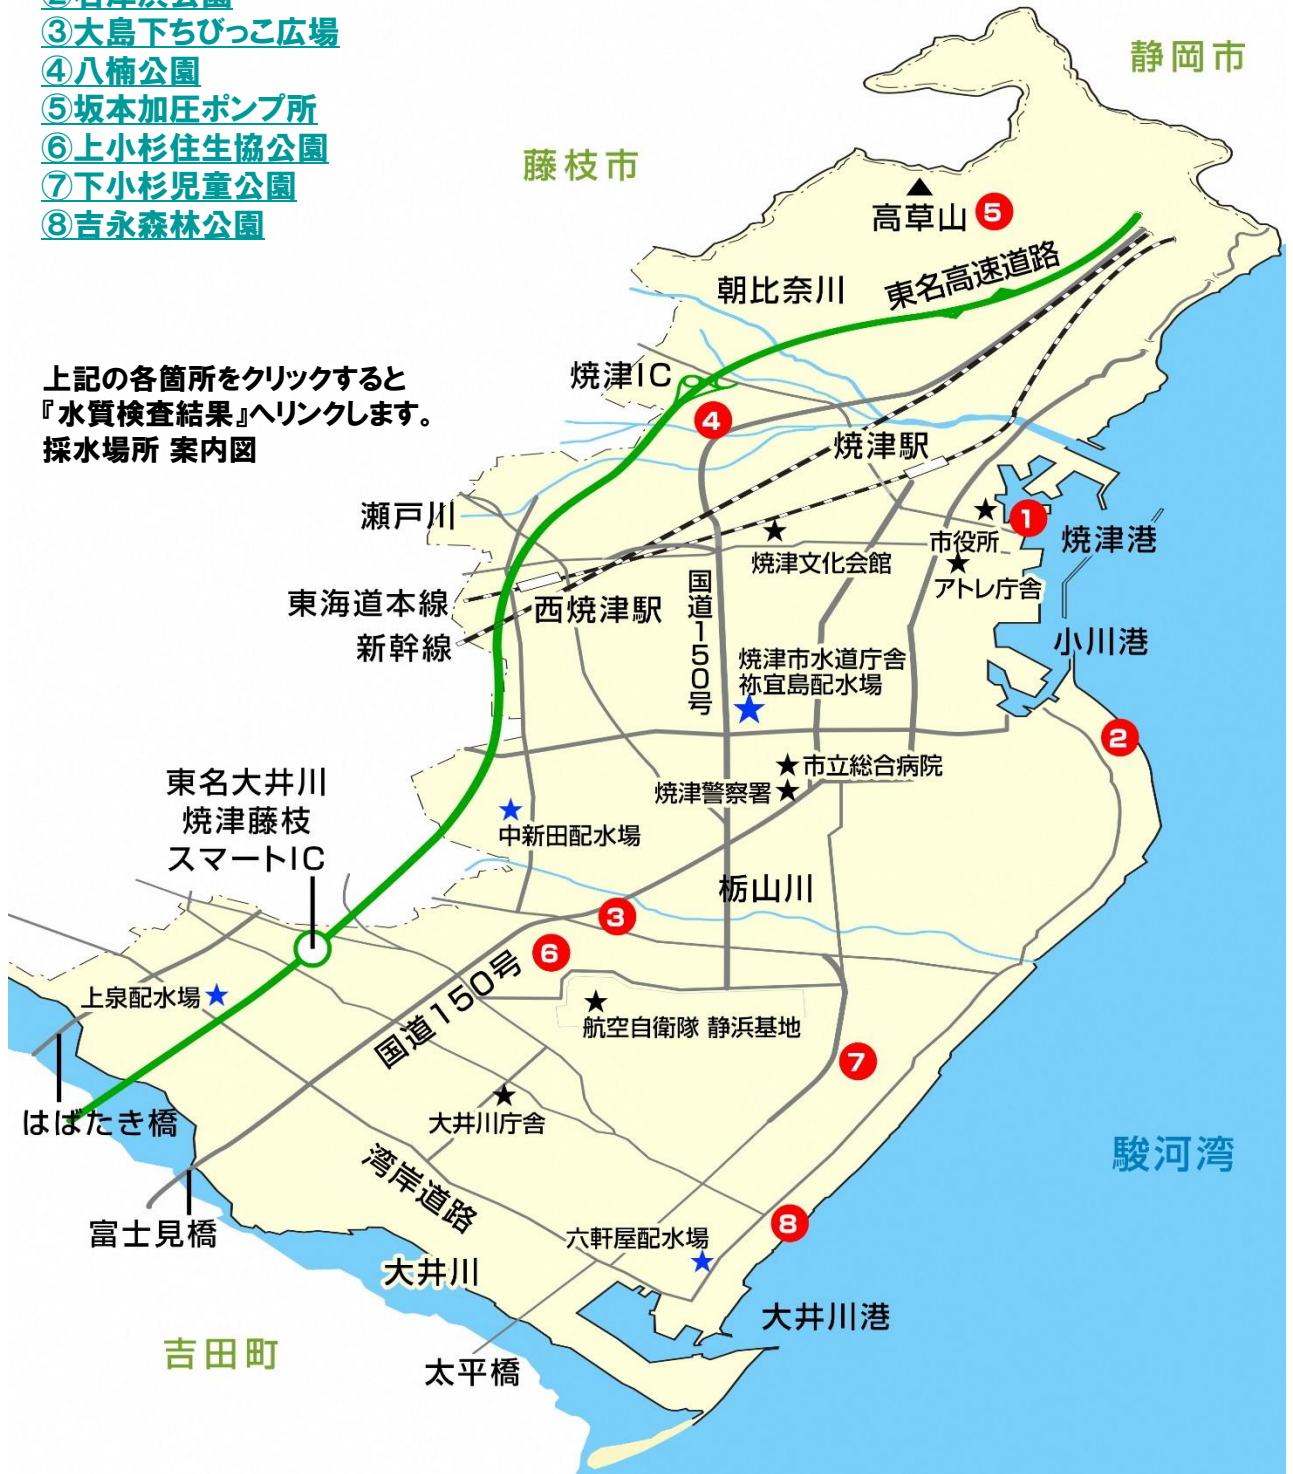 ②石津浜公園
③大島下ちびっこ広場
④八楠公園
⑤坂本加圧ポンプ所
⑥上小杉住生協公園
⑦下小杉児童公園
⑧吉永森林公園
上記の各箇所をクリックすると
『水質検査結果』へリンクします。
採水場所 案内図
静岡市
藤枝市
高草山
5
朝比奈川
東名高速道路
焼津IC
4
焼津駅
瀬戸川
1
市役所
焼津港
焼津文化会館
アトレ庁舎
東海道本線
西焼津駅
国道150号
新幹線
小川港
焼津市水道庁舎
祢宜島配水場
2
市立総合病院
焼津警察署
東名大井川
焼津藤枝
スマートIC
中新田配水場
栃山川
3
6
国道150号
上泉配水場
航空自衛隊 静浜基地
7
はばたき橋
大井川庁舎
駿河湾
湾岸道路
富士見橋
8
六軒屋配水場
大井川
大井川港
吉田町
太平橋